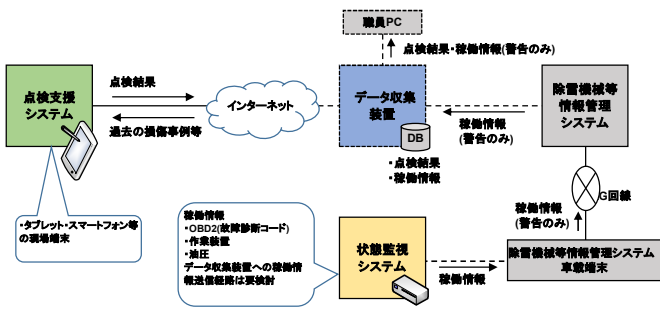 職員PC
点検結果・稼働情報(警告のみ)
点検支援
システム
点検結果
過去の損傷事例等
インターネット
データ収集
装置
DB
・点検結果
・稼働情報
稼働情報
(警告のみ)
除雪機械等
情報管理
システム
G回線
稼働情報
(警告のみ)
・タブレット・スマートフォン等
の現場端末
稼働情報
・OBD2(故障診断コード)
・作業装置
・油圧
データ収集装置への稼働情
報送信経路は要検討
状態監視
システム
稼働情報
除雪機械等情報管理システム
車載端末